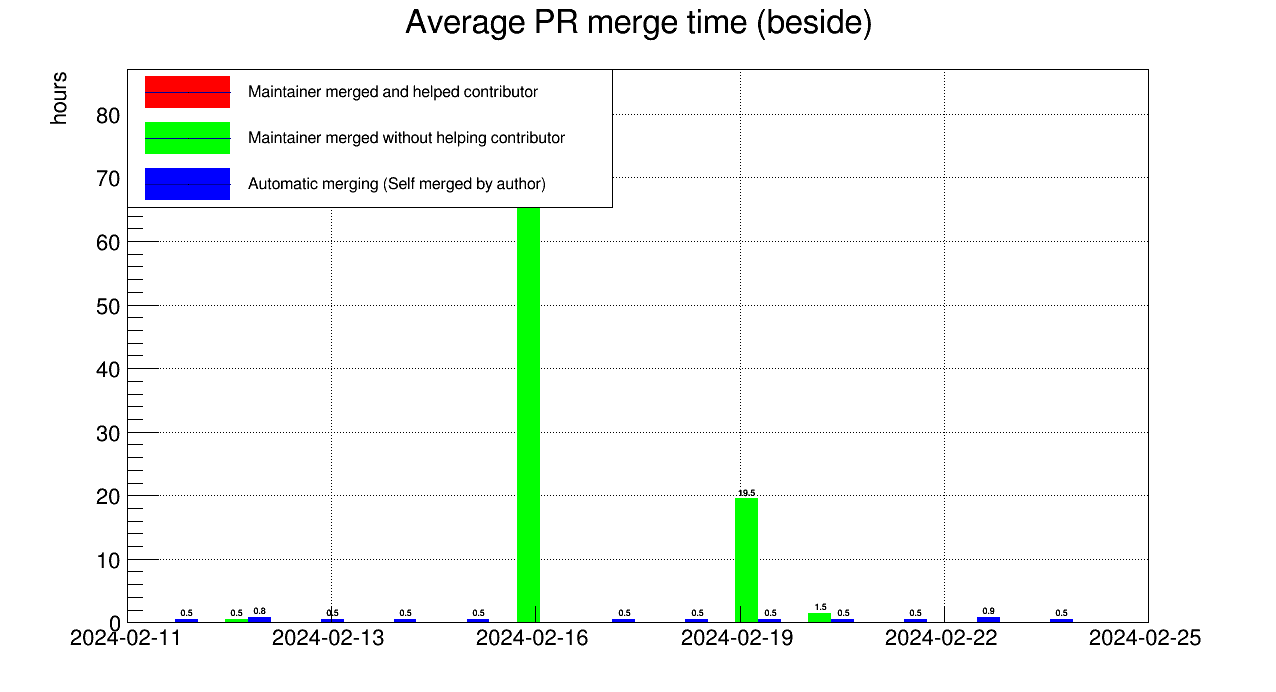 Average PR merge time (beside)
hours
Maintainer merged and helped contributor
Maintainer merged without helping contributor
Automatic merging (Self merged by author)
80
70
60
50
40
30
20
10
0
19.5
1.5
0.5 0.5 0.8 0.5 0.5 0.5 0.5 0.5 0.5 0.5 0.5 0.9 0.5
2024-02-11 2024-02-13 2024-02-16 2024-02-19 2024-02-22 2024-02-25